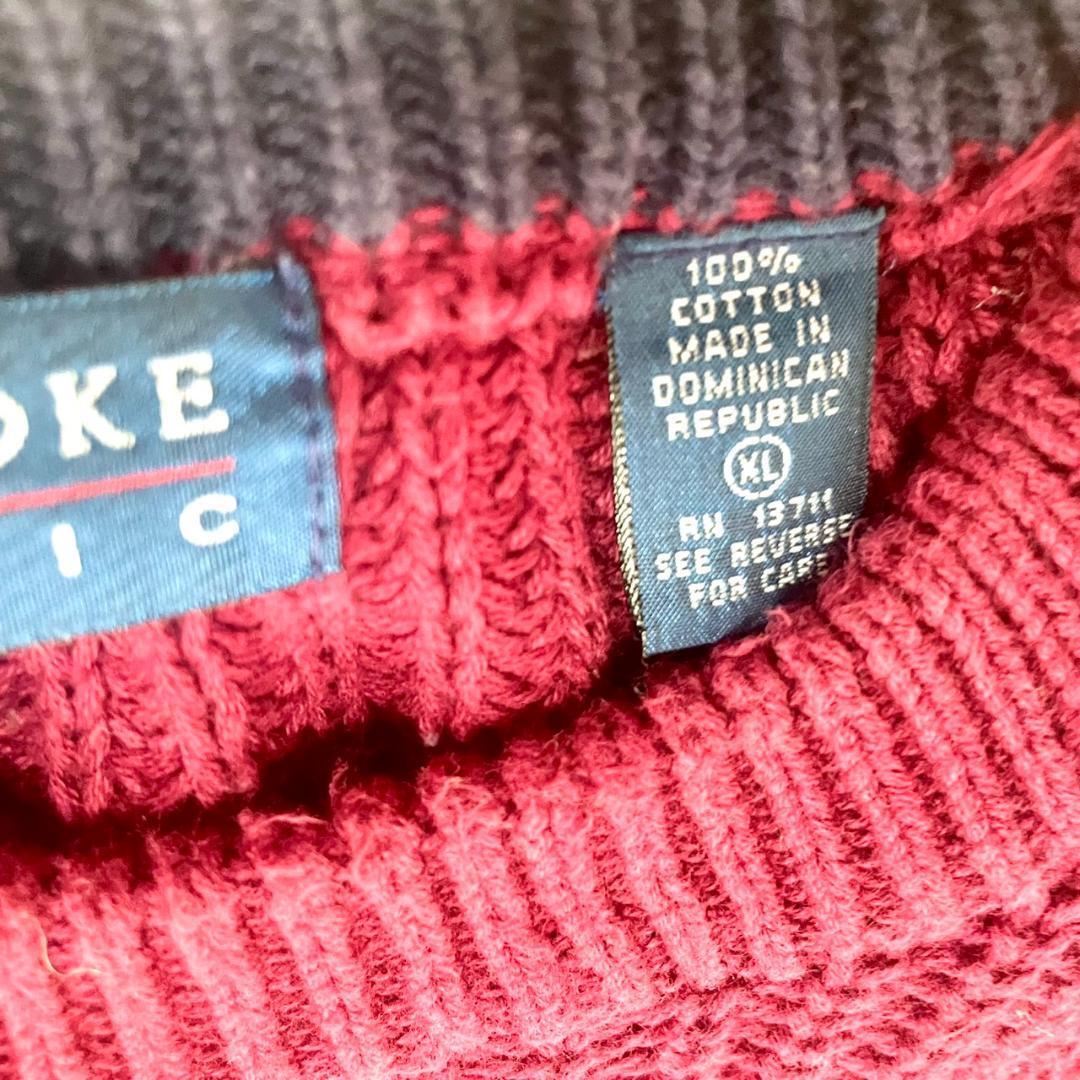 OKE
I C
100%
COTTON
MADE IN
DOMINICAN
REPUBLIC
XL
RN 13711
SEE REVERSE
FOR CARE